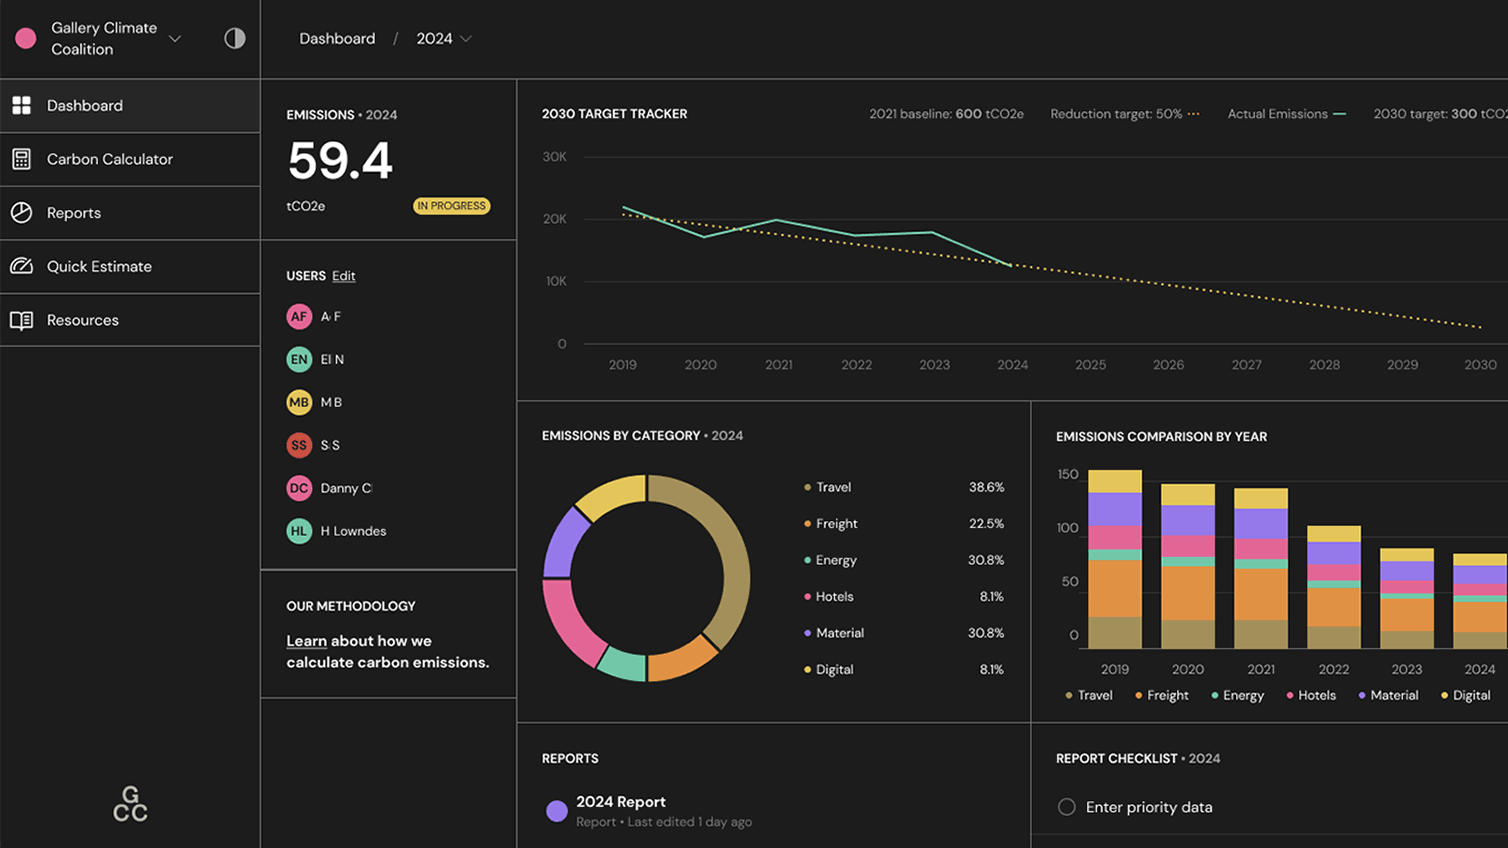 Gallery Climate
Coalition
Dashboard / 2024
Dashboard
Carbon Calculator
Reports
Quick Estimate
Resources
G
CC
EMISSIONS • 2024
59.4
tCO2e
IN PROGRESS
USERS Edit
AF A F
EN El N
MB M B
SS S S
DC Danny C
HL H Lowndes
OUR METHODOLOGY
Learn about how we
calculate carbon emissions.
2030 TARGET TRACKER
2021 baseline: 600 tCO2e
Reduction target: 50%
Actual Emissions
2030 target: 300 tCO2
30K
20K
10K
0
2019 2020 2021 2022 2023 2024 2025 2026 2027 2028 2029 2030
EMISSIONS BY CATEGORY • 2024
Travel 38.6%
Freight 22.5%
Energy 30.8%
Hotels 8.1%
Material 30.8%
Digital 8.1%
EMISSIONS COMPARISON BY YEAR
150
100
50
0
2019 2020 2021 2022 2023 2024
Travel Freight Energy Hotels Material Digital
REPORTS
2024 Report
Report • Last edited 1 day ago
REPORT CHECKLIST • 2024
Enter priority data